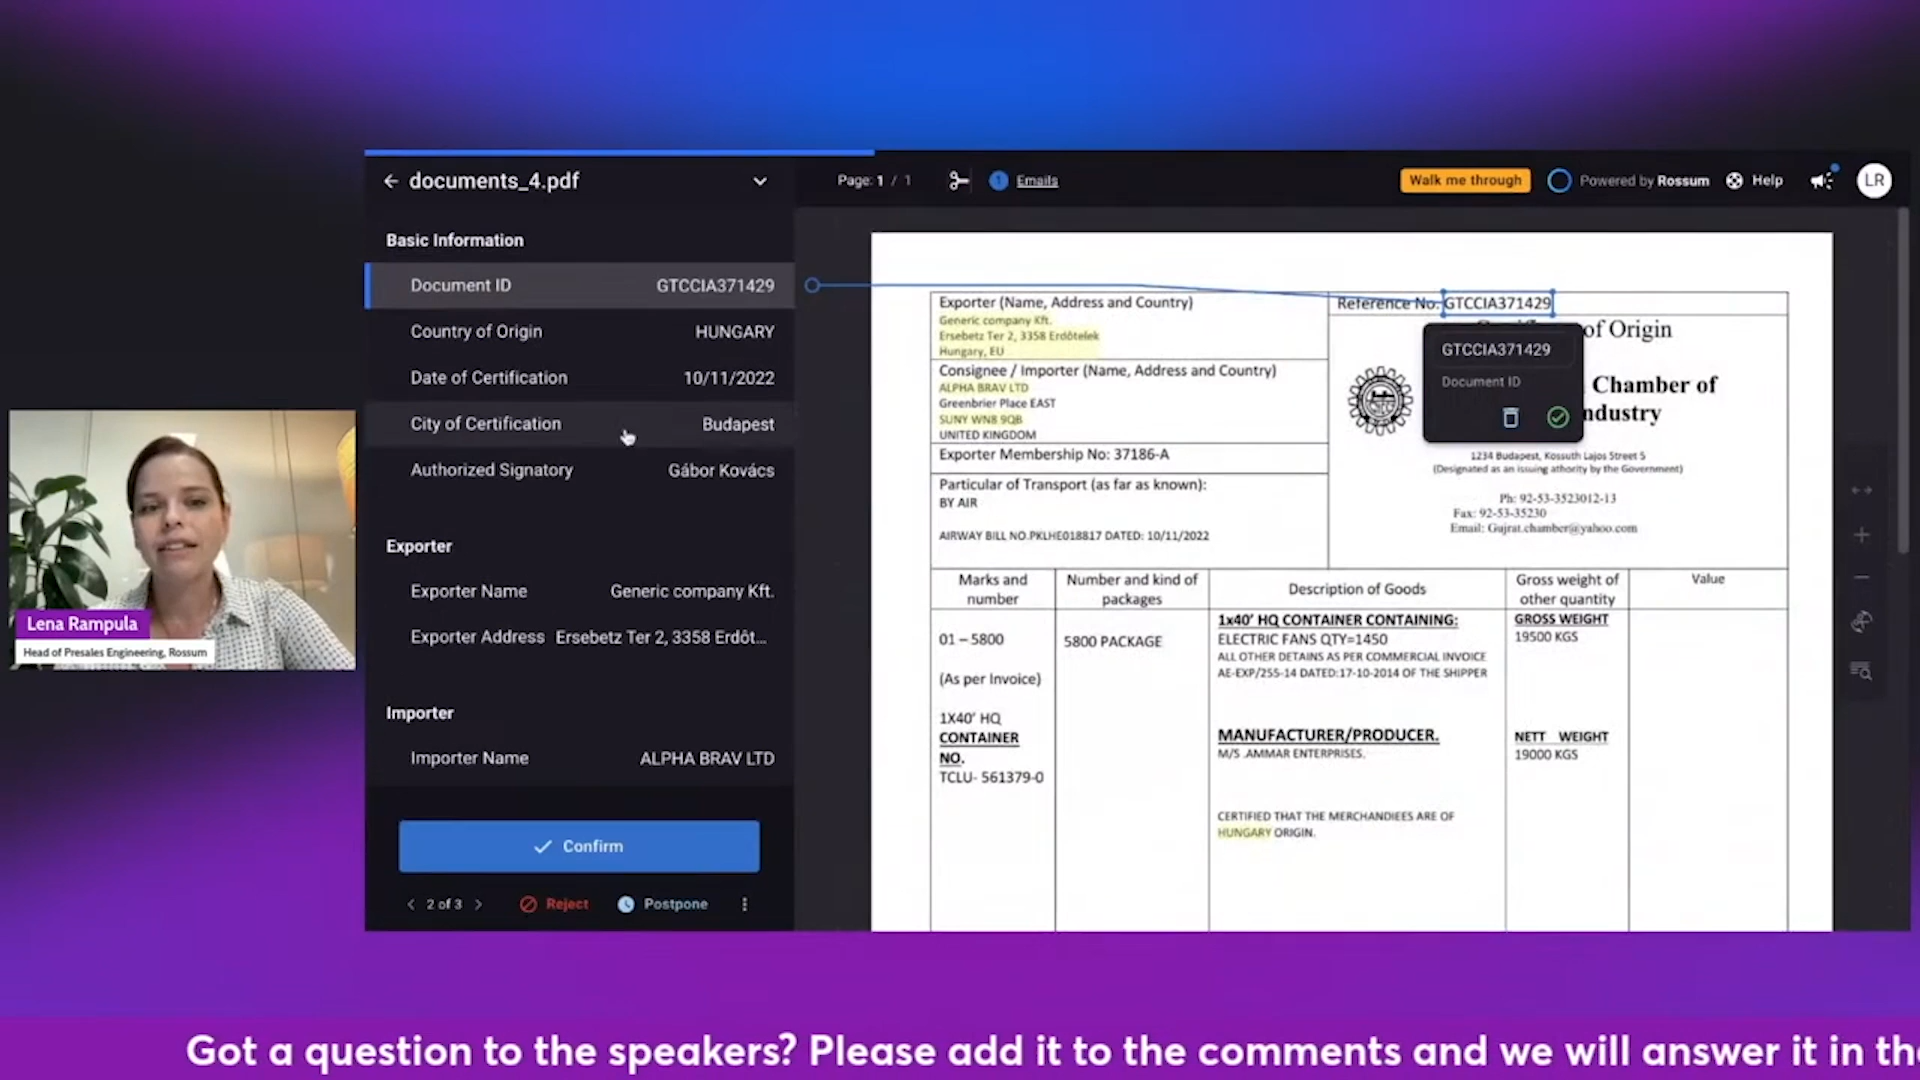 documents_4.pdf
Page: 1 / 1
1
Emails
Walk me through
Powered by Rossum
Help
LR
Basic Information
Document ID GTCCIA371429
Country of Origin HUNGARY
Date of Certification 10/11/2022
City of Certification Budapest
Authorized Signatory Gábor Kovács
Exporter
Exporter Name Generic company Kft.
Exporter Address Ersebetz Ter 2, 3358 Erdőt...
Importer
Importer Name ALPHA BRAV LTD
Confirm
2 of 3
Reject
Postpone
Exporter (Name, Address and Country)
Generic company Kft.
Ersebetz Ter 2, 3358 Erdőtelek
Hungary, EU
Consignee / Importer (Name, Address and Country)
ALPHA BRAV LTD
Greenbrier Place EAST
SUNY WN8 9QB
UNITED KINGDOM
Exporter Membership No: 37186-A
Particular of Transport (as far as known):
BY AIR
AIRWAY BILL NO.PKLHE018817 DATED: 10/11/2022
Reference No. GTCCIA371429
of Origin
GTCCIA371429
Document ID
Chamber of
ndustry
1234 Budapest, Kossuth Lajos Street 5
(Designated as an issuing athority by the Government)
Ph: 92-53-3523012-13
Fax: 92-53-35230
Email: Gujrat.chamber@yahoo.com
Marks and
number
Number and kind of
packages
Description of Goods
Gross weight of
other quantity
Value
01 – 5800
(As per Invoice)
1X40' HQ
CONTAINER
NO.
TCLU- 561379-0
5800 PACKAGE
1x40' HQ CONTAINER CONTAINING:
ELECTRIC FANS QTY=1450
ALL OTHER DETAINS AS PER COMMERCIAL INVOICE
AE-EXP/255-14 DATED:17-10-2014 OF THE SHIPPER
MANUFACTURER/PRODUCER.
M/S .AMMAR ENTERPRISES.
CERTIFIED THAT THE MERCHANDIEES ARE OF
HUNGARY ORIGIN.
GROSS WEIGHT
19500 KGS
NETT WEIGHT
19000 KGS
Lena Rampula
Head of Presales Engineering, Rossum
Got a question to the speakers? Please add it to the comments and we will answer it in the